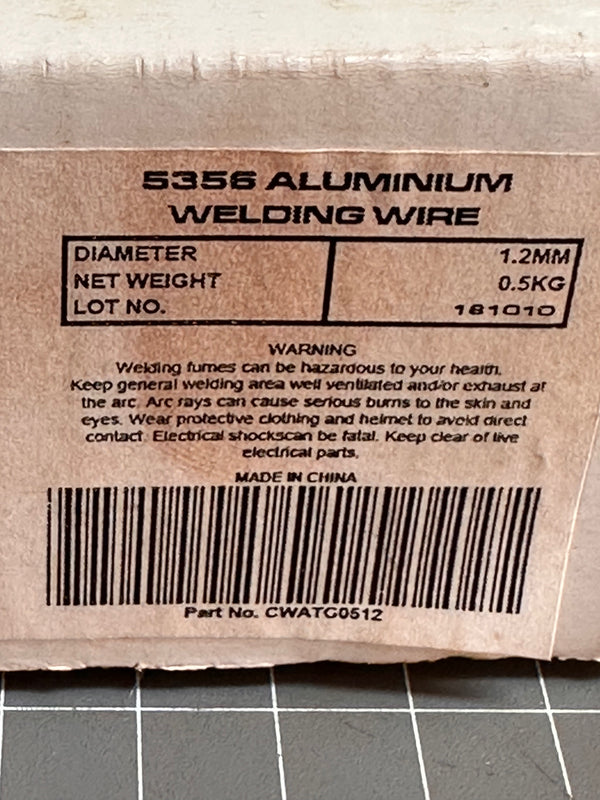 5356 ALUMINIUM
WELDING WIRE
DIAMETER 1.2MM
NET WEIGHT 0.5KG
LOT NO. 181010
WARNING
Welding fumes can be hazardous to your health.
Keep general welding area well ventilated and/or exhaust at
the arc. Arc rays can cause serious burns to the skin and
eyes. Wear protective clothing and helmet to avoid direct
contact. Electrical shockscan be fatal. Keep clear of live
electrical parts.
MADE IN CHINA
Part No. CWATG0512